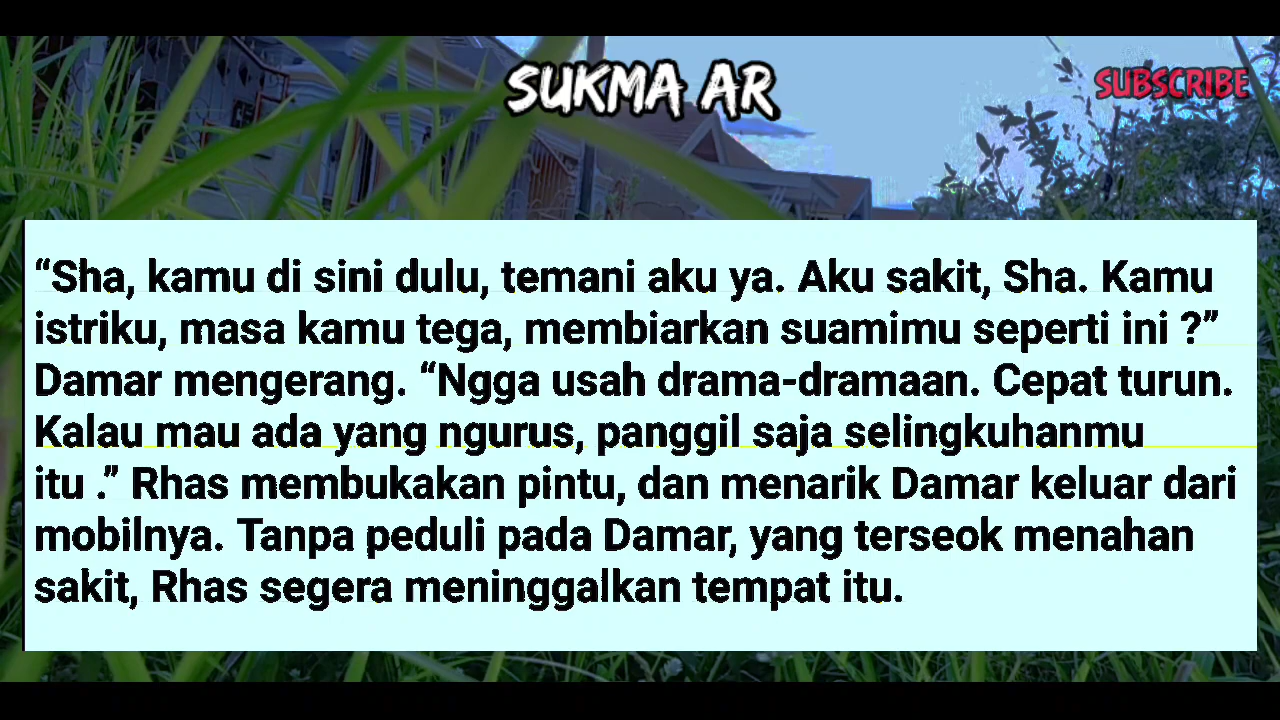 SUKMA AR
SUBSCRIBE
“Sha, kamu di sini dulu, temani aku ya. Aku sakit, Sha. Kamu
istriku, masa kamu tega, membiarkan suamimu seperti ini ?”
Damar mengerang. “Ngga usah drama-dramaan. Cepat turun.
Kalau mau ada yang ngurus, panggil saja selingkuhanmu
itu .” Rhas membukakan pintu, dan menarik Damar keluar dari
mobilnya. Tanpa peduli pada Damar, yang terseok menahan
sakit, Rhas segera meninggalkan tempat itu.